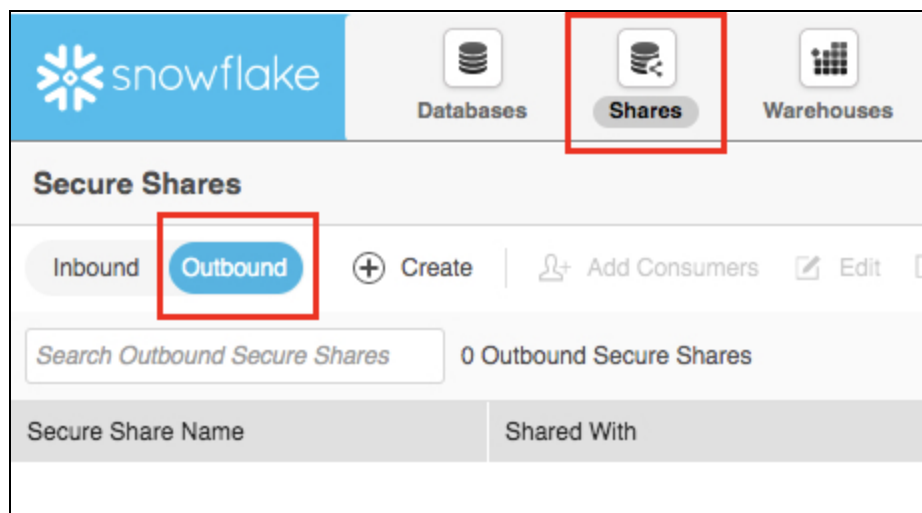 snowflake
Databases
Shares
Warehouses
Secure Shares
Inbound Outbound Create Add Consumers Edit
Search Outbound Secure Shares 0 Outbound Secure Shares
Secure Share Name Shared With